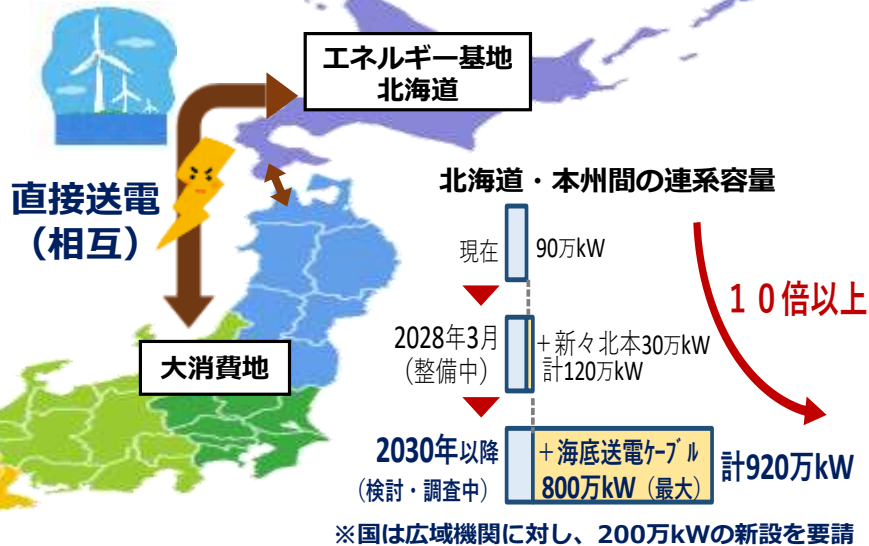 エネルギー基地
北海道
直接送電
（相互）
大消費地
北海道・本州間の連系容量
現在
90万kW
2028年3月
（整備中）
＋新々北本30万kW
計120万kW
１０倍以上
2030年以降
（検討・調査中）
＋海底送電ｹｰﾌﾞﾙ
800万kW（最大）
計920万kW
※国は広域機関に対し、200万kWの新設を要請